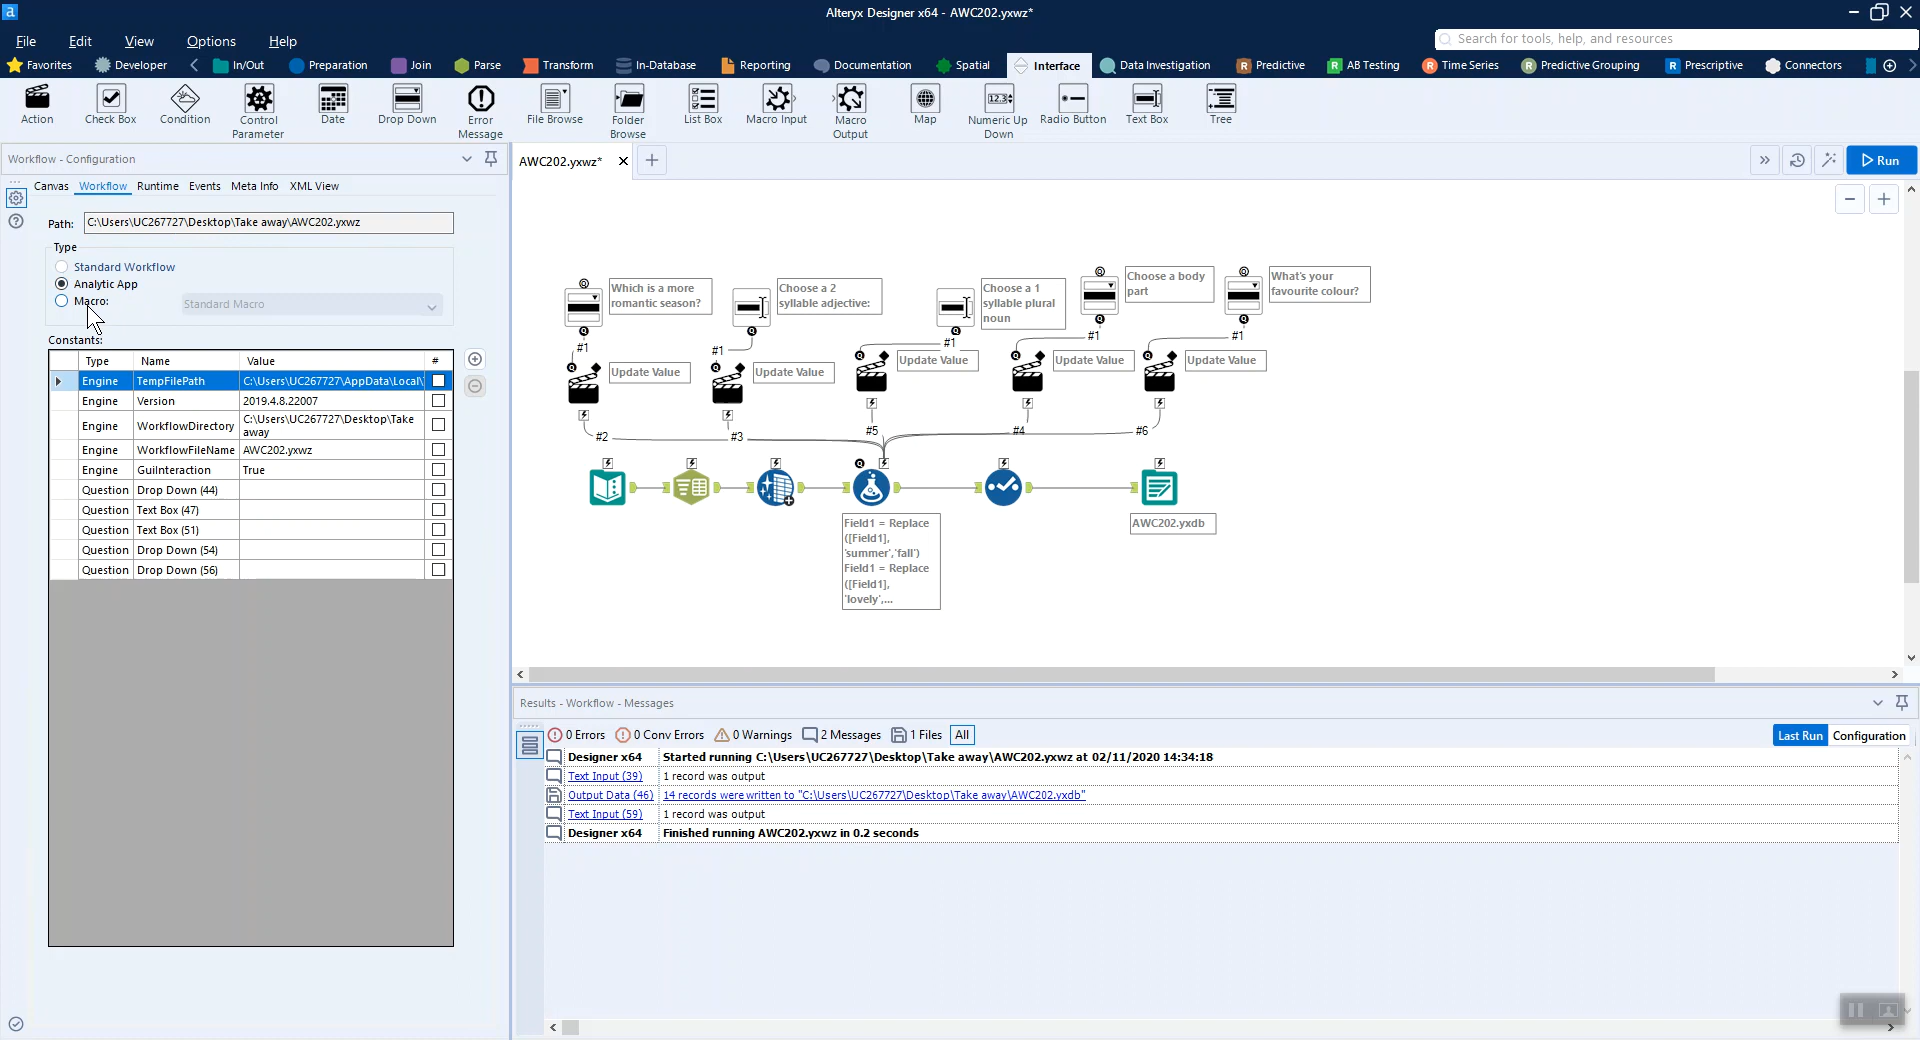 Alteryx Designer x64 - AWC202.yxwz*
File Edit View Options Help
Search for tools, help, and resources
Favorites Developer In/Out Preparation Join Parse Transform In-Database Reporting Documentation Spatial Interface Data Investigation Predictive AB Testing Time Series Predictive Grouping Prescriptive Connectors
Action Check Box Condition Control Parameter Date Drop Down Error Message File Browse Folder Browse List Box Macro Input Macro Output Map Numeric Up Down Radio Button Text Box Tree
Workflow - Configuration
AWC202.yxwz*
Run
Canvas Workflow Runtime Events Meta Info XML View
Path: C:\Users\UC267727\Desktop\Take away\AWC202.yxwz
Type
Standard Workflow
Analytic App
Macro: Standard Macro
Constants:
Type Name Value #
Engine TempFilePath C:\Users\UC267727\AppData\Local\
Engine Version 2019.4.8.22007
Engine WorkflowDirectory C:\Users\UC267727\Desktop\Take
away
Engine WorkflowFileName AWC202.yxwz
Engine GuiInteraction True
Question Drop Down (44)
Question Text Box (47)
Question Text Box (51)
Question Drop Down (54)
Question Drop Down (56)
Which is a more
romantic season?
Choose a 2
syllable adjective:
Choose a 1
syllable plural
noun
Choose a body
part
What's your
favourite colour?
#1 #1 #1 #1 #1
Update Value Update Value Update Value Update Value Update Value
#2 #3 #5 #4 #6
Field1 = Replace
([Field1],
'summer','fall')
Field1 = Replace
([Field1],
'lovely',...
AWC202.yxdb
Results - Workflow - Messages
0 Errors 0 Conv Errors 0 Warnings 2 Messages 1 Files All Last Run Configuration
Designer x64 Started running C:\Users\UC267727\Desktop\Take away\AWC202.yxwz at 02/11/2020 14:34:18
Text Input (39) 1 record was output
Output Data (46) 14 records were written to "C:\Users\UC267727\Desktop\Take away\AWC202.yxdb"
Text Input (59) 1 record was output
Designer x64 Finished running AWC202.yxwz in 0.2 seconds